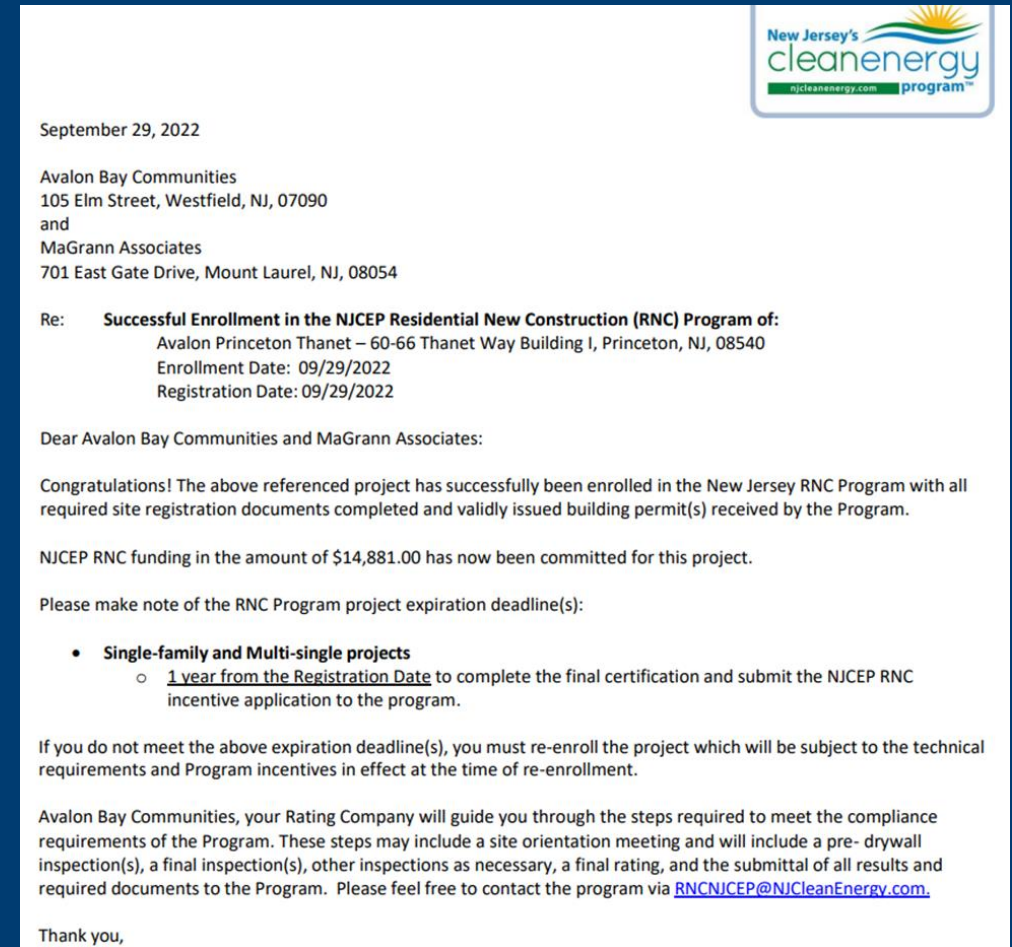 New Jersey's
cleanenergy
njcleanenergy.com program™
September 29, 2022
Avalon Bay Communities
105 Elm Street, Westfield, NJ, 07090
and
MaGrann Associates
701 East Gate Drive, Mount Laurel, NJ, 08054
Re: Successful Enrollment in the NJCEP Residential New Construction (RNC) Program of:
Avalon Princeton Thanet – 60-66 Thanet Way Building I, Princeton, NJ, 08540
Enrollment Date: 09/29/2022
Registration Date: 09/29/2022
Dear Avalon Bay Communities and MaGrann Associates:
Congratulations! The above referenced project has successfully been enrolled in the New Jersey RNC Program with all
required site registration documents completed and validly issued building permit(s) received by the Program.
NJCEP RNC funding in the amount of $14,881.00 has now been committed for this project.
Please make note of the RNC Program project expiration deadline(s):
• Single-family and Multi-single projects
o 1 year from the Registration Date to complete the final certification and submit the NJCEP RNC
incentive application to the program.
If you do not meet the above expiration deadline(s), you must re-enroll the project which will be subject to the technical
requirements and Program incentives in effect at the time of re-enrollment.
Avalon Bay Communities, your Rating Company will guide you through the steps required to meet the compliance
requirements of the Program. These steps may include a site orientation meeting and will include a pre- drywall
inspection(s), a final inspection(s), other inspections as necessary, a final rating, and the submittal of all results and
required documents to the Program. Please feel free to contact the program via RNCNJCEP@NJCleanEnergy.com.
Thank you,